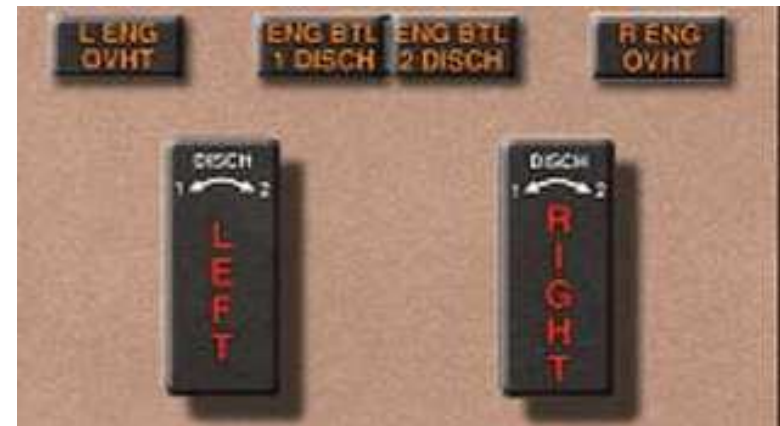 L ENG
OVHT
ENG BTL
1 DISCH
ENG BTL
2 DISCH
R ENG
OVHT
DISCH
1 2
LEFT
DISCH
1 2
RIGHT